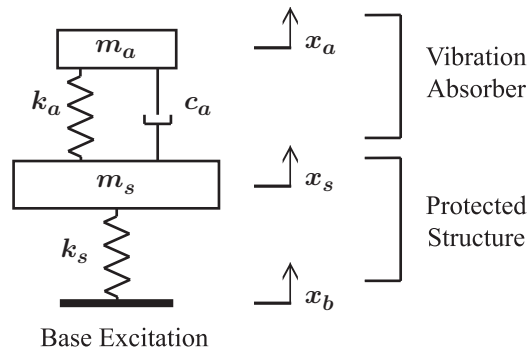 m_a
x_a
Vibration
Absorber
k_a
c_a
m_s
x_s
Protected
Structure
k_s
x_b
Base Excitation